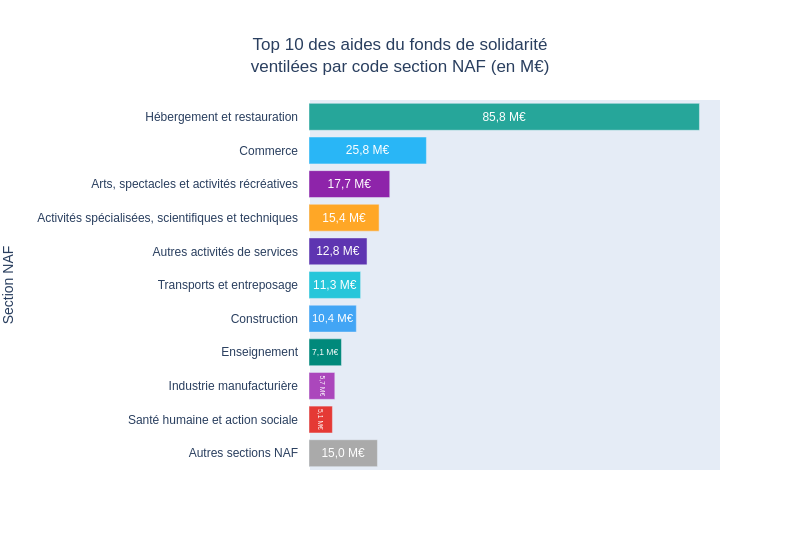 Top 10 des aides du fonds de solidarité
ventilées par code section NAF (en M€)
Section NAF
Hébergement et restauration 85,8 M€
Commerce 25,8 M€
Arts, spectacles et activités récréatives 17,7 M€
Activités spécialisées, scientifiques et techniques 15,4 M€
Autres activités de services 12,8 M€
Transports et entreposage 11,3 M€
Construction 10,4 M€
Enseignement 7,1 M€
Industrie manufacturière 5,7 M€
Santé humaine et action sociale 5,1 M€
Autres sections NAF 15,0 M€